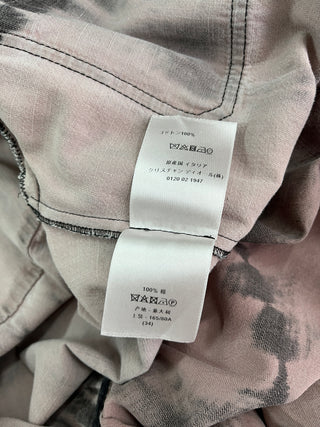 コットン100%
原産国 イタリア
クリスチャン ディオール(株)
0120 02 1947
100% 棉
产地:意大利
上装:165/80A
(34)